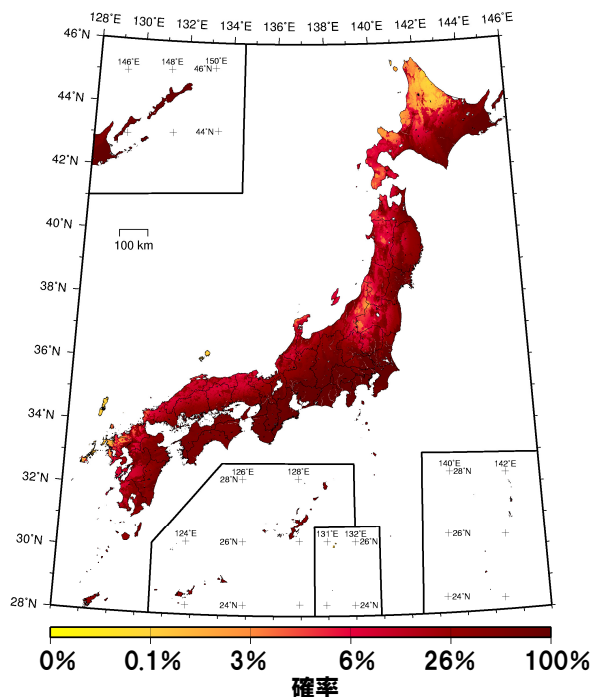 128°E 130°E 132°E 134°E 136°E 138°E 140°E 142°E 144°E 146°E
46°N
146°E 148°E 150°E
46°N
44°N
44°N
42°N
40°N
100 km
38°N
36°N
34°N
32°N
126°E 128°E
28°N
140°E 142°E
28°N
124°E
131°E 132°E
30°N
26°N
26°N
26°N
28°N
24°N
24°N
24°N
0% 0.1% 3% 6% 26% 100%
確率